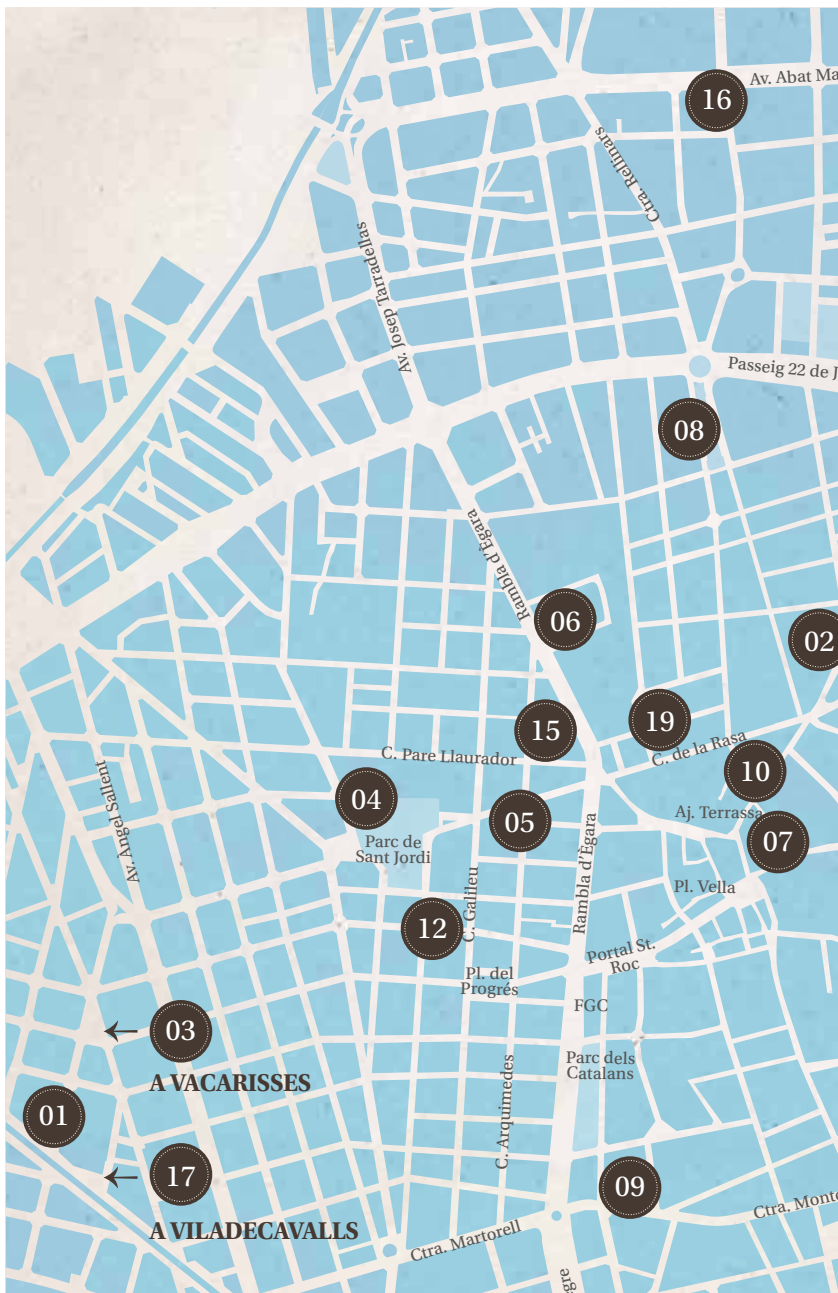 Av. Abat Ma
16
Ctra. Rellinars
Av. Josep Tarradellas
Passeig 22 de J
08
Rambla d'Ègara
06
02
19
15
C. de la Rasa
C. Pare Llaurador
10
Av. Àngel Sallent
04
05
Aj. Terrassa
07
Parc de
Sant Jordi
Rambla d'Ègara
Pl. Vella
C. Galileu
12
Portal St.
Roc
Pl. del
Progrés
FGC
03
A VACARISSES
Parc dels
Catalans
01
C. Arquimedes
17
09
A VILADECAVALLS
Ctra. Martorell
Ctra. Monto
gre